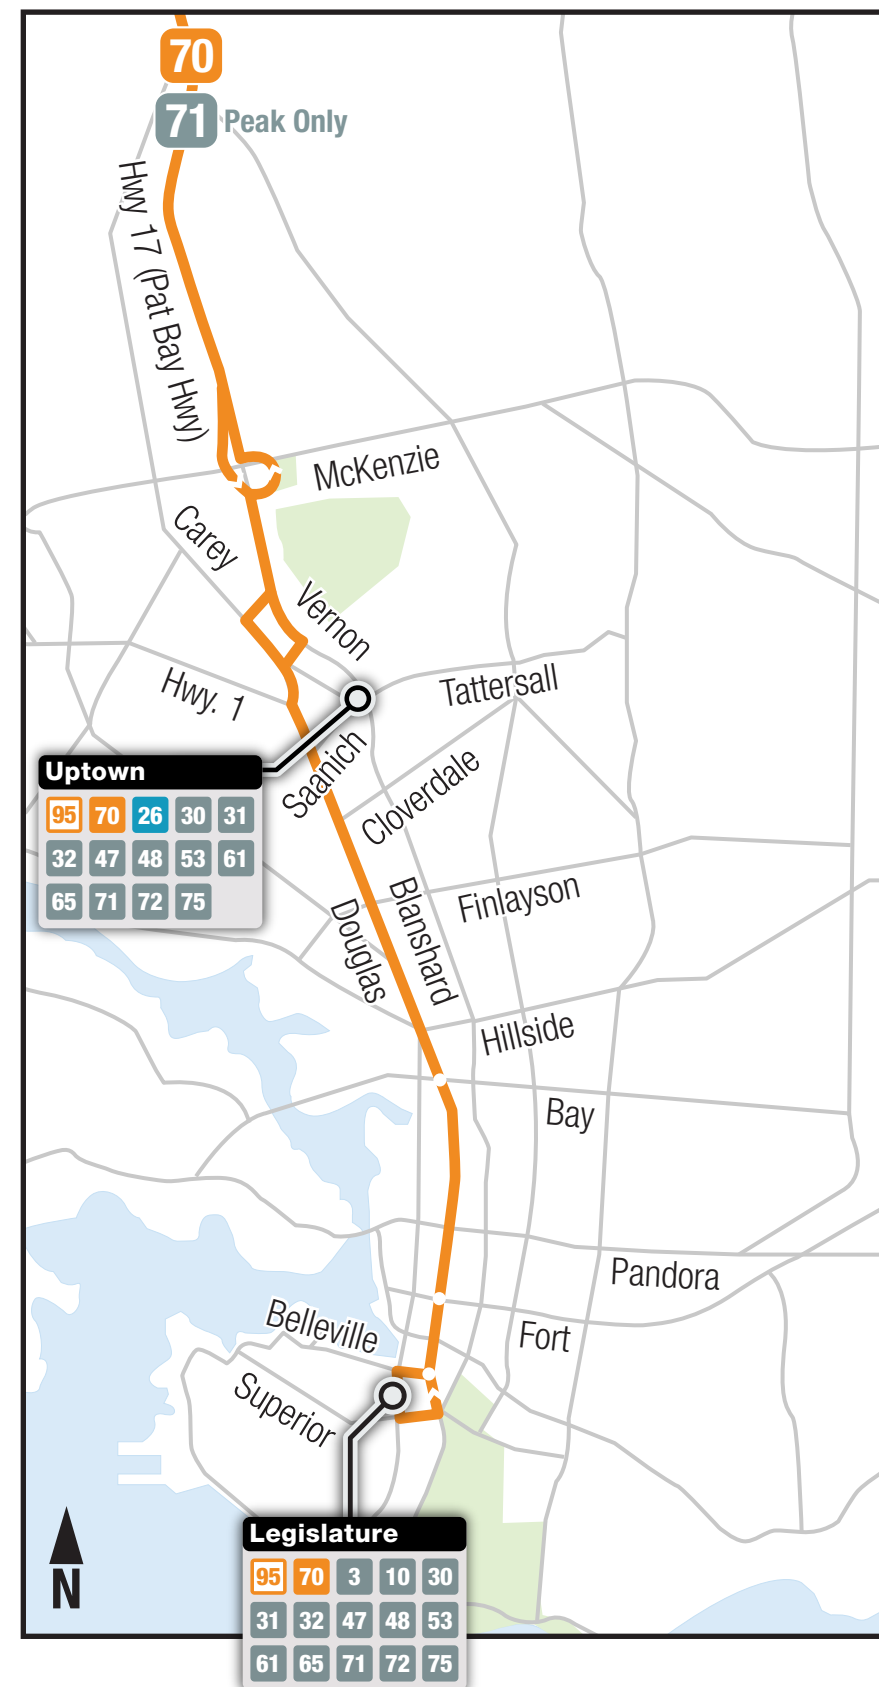 70
71 Peak Only
Hwy 17 (Pat Bay Hwy)
McKenzie
Carey
Vernon
Tattersall
Hwy. 1
Saanich
Cloverdale
Uptown
95 70 26 30 31
32 47 48 53 61
65 71 72 75
Blanshard
Finlayson
Douglas
Hillside
Bay
Pandora
Belleville
Fort
Superior
N
Legislature
95 70 3 10 30
31 32 47 48 53
61 65 71 72 75